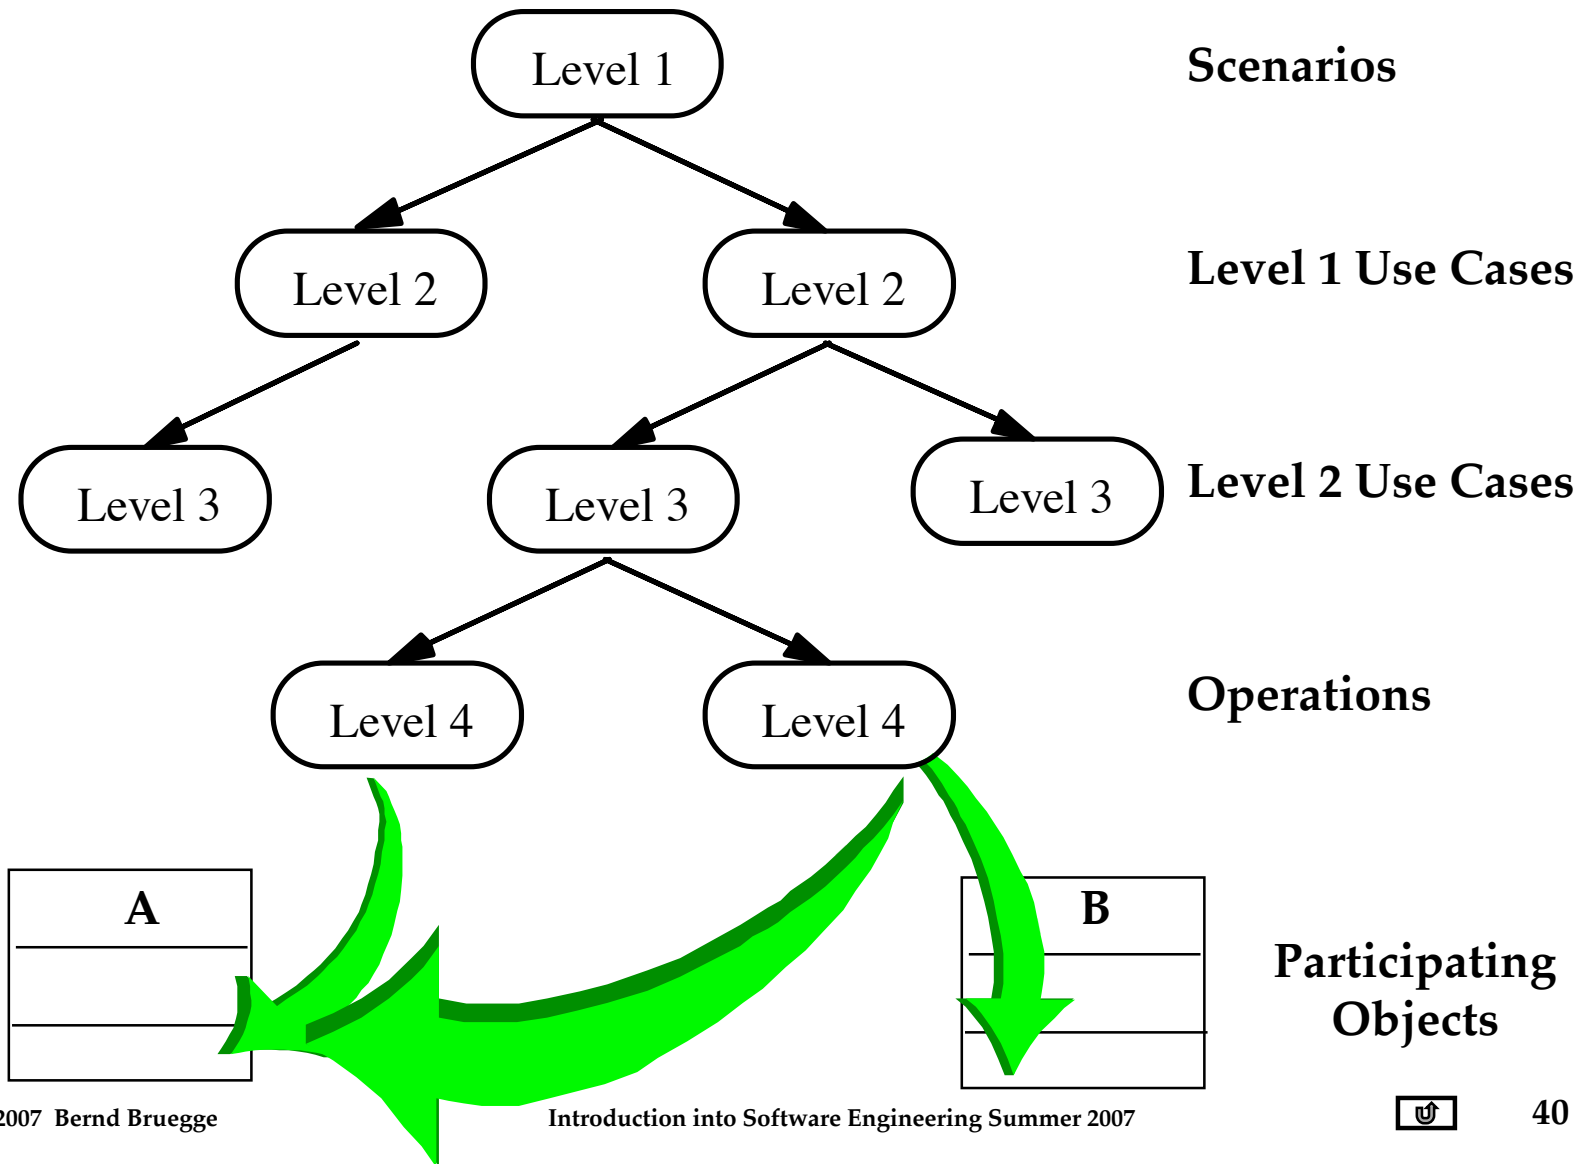 Level 1
Scenarios
Level 2
Level 2
Level 1 Use Cases
Level 3
Level 3
Level 3
Level 2 Use Cases
Level 4
Level 4
Operations
A
B
Participating
Objects
2007 Bernd Bruegge
Introduction into Software Engineering Summer 2007
40